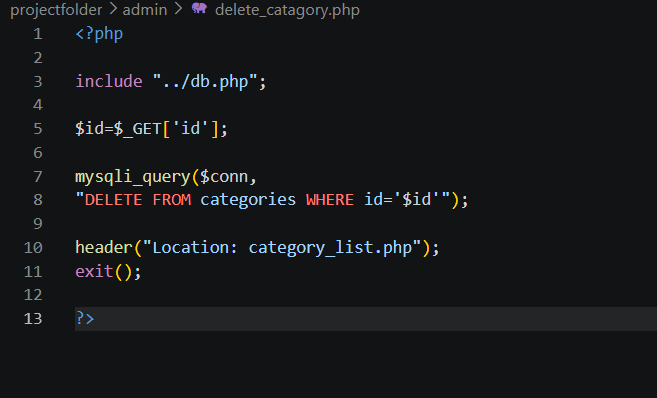 projectfolder > admin > delete_catagory.php
1 <?php
2
3 include "../db.php";
4
5 $id=$_GET['id'];
6
7 mysqli_query($conn,
8 "DELETE FROM categories WHERE id='$id'");
9
10 header("Location: category_list.php");
11 exit();
12
13 ?>